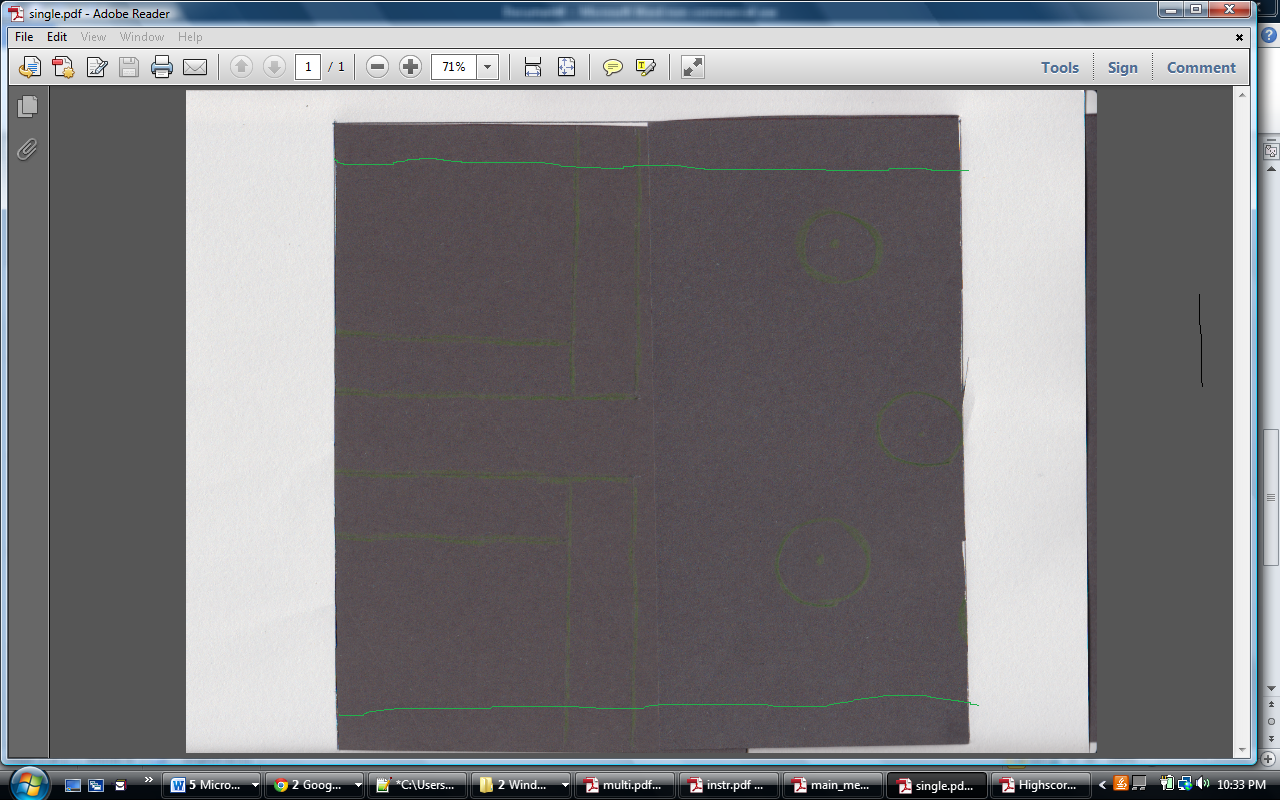 single.pdf - Adobe Reader
File Edit View Window Help
1 / 1 71% Tools Sign Comment
5 Micro... 2 Goog... *C:\Users... 2 Wind... multi.pdf... instr.pdf ... main_me... single.pd... Highscor... 10:33 PM